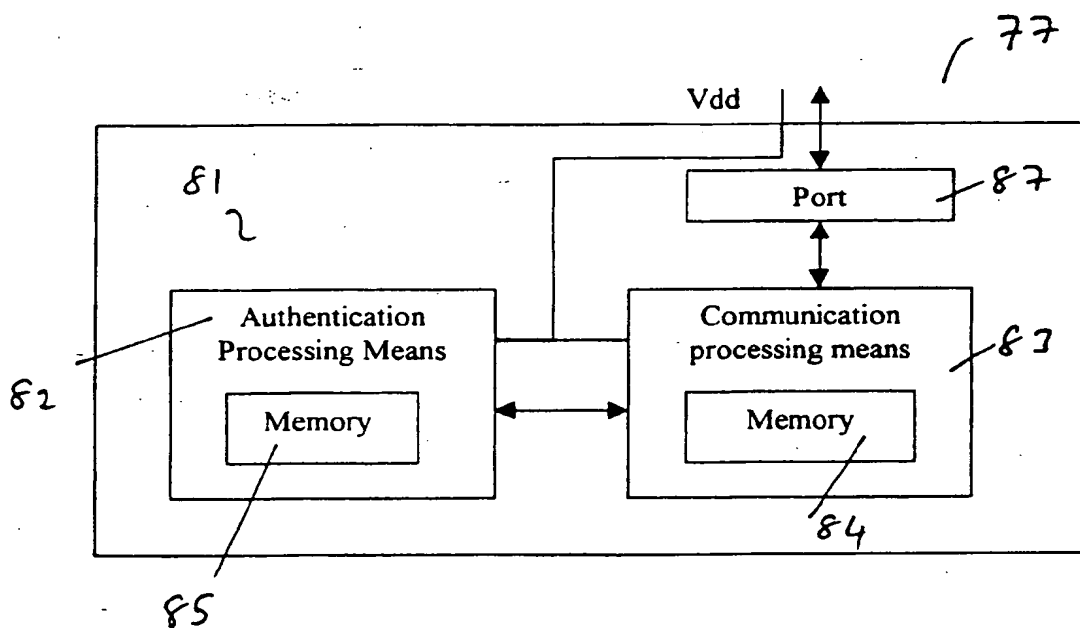 77
Vdd
81
Port
87
Authentication
Processing Means
Communication
processing means
83
82
Memory
Memory
84
85